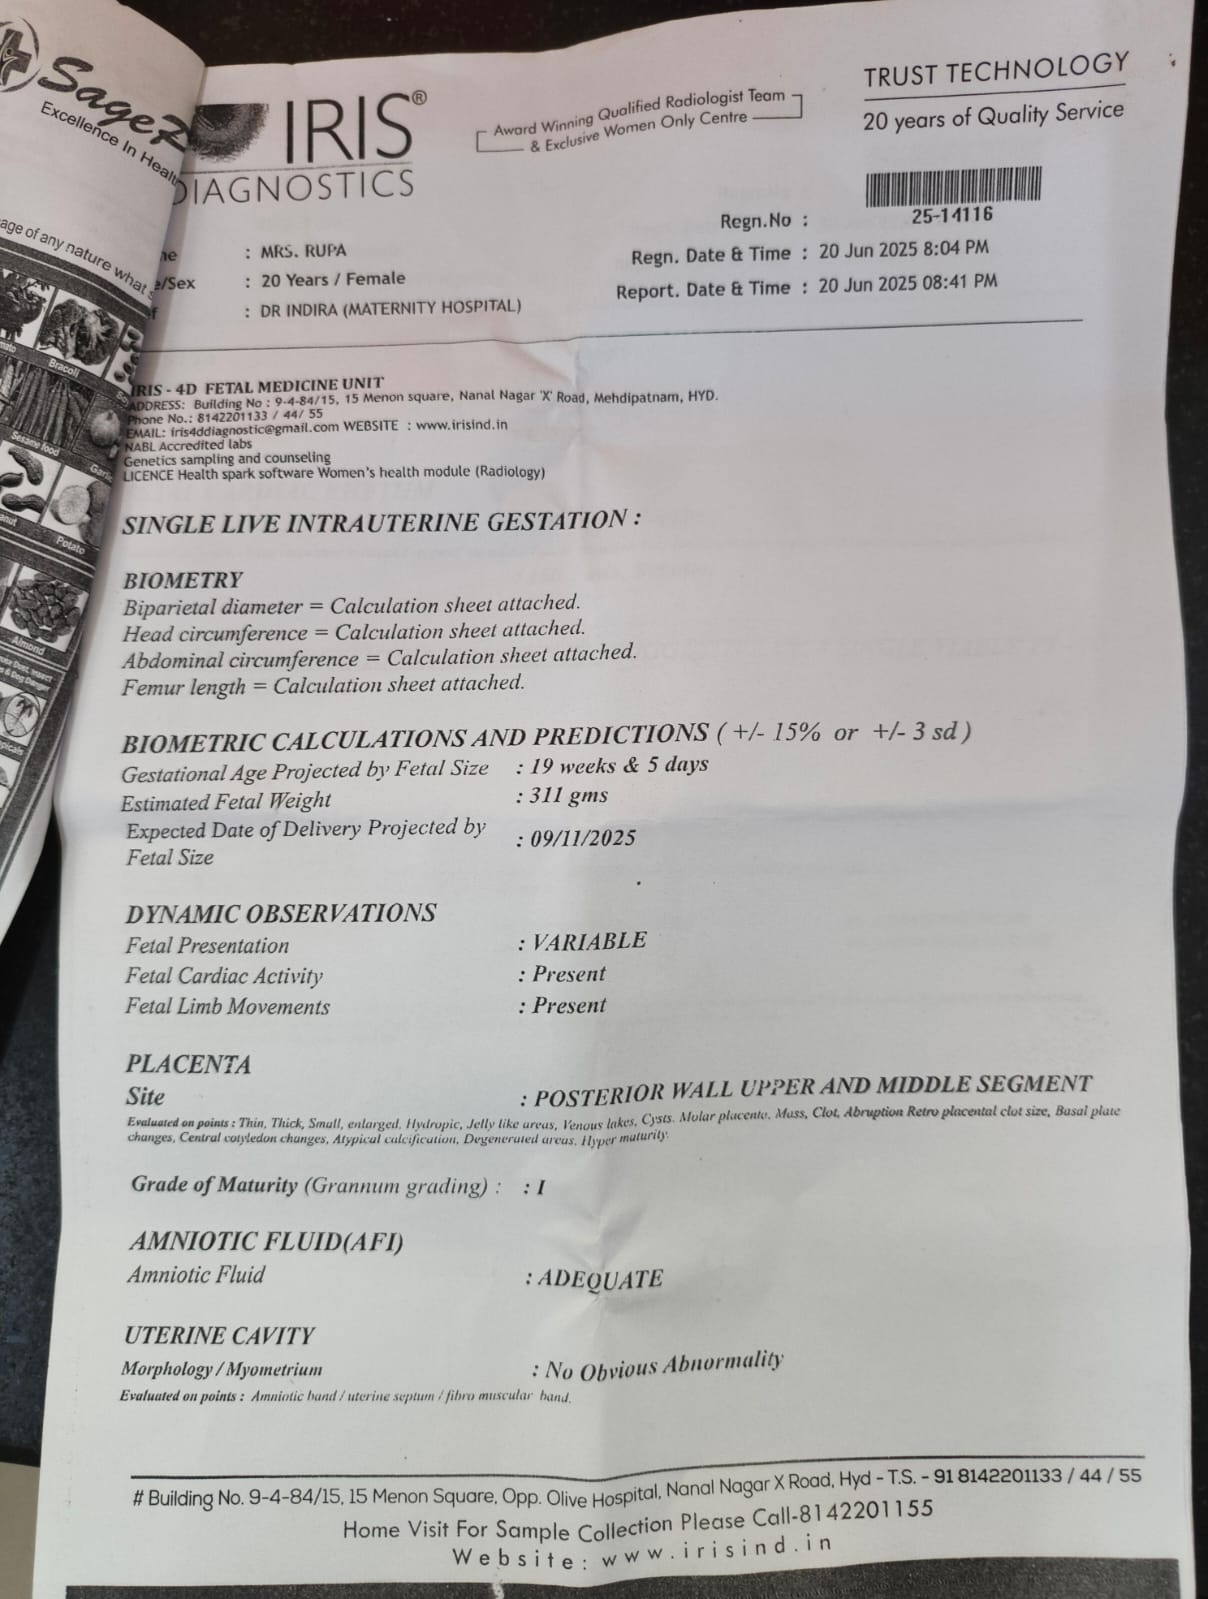 Sage
Excellence In Heal
age of any nature what s
Bracoli
Sesame food
Garlic
Potato
Almond
IRIS®
DIAGNOSTICS
Award Winning Qualified Radiologist Team
& Exclusive Women Only Centre
TRUST TECHNOLOGY
20 years of Quality Service
Regn.No : 25-14116
: MRS. RUPA
Regn. Date & Time : 20 Jun 2025 8:04 PM
e/Sex : 20 Years / Female
Report. Date & Time : 20 Jun 2025 08:41 PM
: DR INDIRA (MATERNITY HOSPITAL)
IRIS - 4D FETAL MEDICINE UNIT
ADDRESS: Building No : 9-4-84/15, 15 Menon square, Nanal Nagar 'X' Road, Mehdipatnam, HYD.
Phone No.: 8142201133 / 44/ 55
EMAIL: iris4ddiagnostic@gmail.com WEBSITE : www.irisind.in
NABL Accredited labs
Genetics sampling and counseling
LICENCE Health spark software Women's health module (Radiology)
SINGLE LIVE INTRAUTERINE GESTATION :
BIOMETRY
Biparietal diameter = Calculation sheet attached.
Head circumference = Calculation sheet attached.
Abdominal circumference = Calculation sheet attached.
Femur length = Calculation sheet attached.
BIOMETRIC CALCULATIONS AND PREDICTIONS ( +/- 15% or +/- 3 sd )
Gestational Age Projected by Fetal Size : 19 weeks & 5 days
Estimated Fetal Weight : 311 gms
Expected Date of Delivery Projected by : 09/11/2025
Fetal Size
DYNAMIC OBSERVATIONS
Fetal Presentation : VARIABLE
Fetal Cardiac Activity : Present
Fetal Limb Movements : Present
PLACENTA
Site : POSTERIOR WALL UPPER AND MIDDLE SEGMENT
Evaluated on points : Thin, Thick, Small, enlarged, Hydropic, Jelly like areas, Venous lakes, Cysts. Molar placenta. Mass, Clot, Abruption Retro placental clot size, Basal plate
changes, Central cotyledon changes, Atypical calcification, Degenerated areas. Hyper maturity.
Grade of Maturity (Grannum grading) : : I
AMNIOTIC FLUID(AFI)
Amniotic Fluid : ADEQUATE
UTERINE CAVITY
Morphology / Myometrium : No Obvious Abnormality
Evaluated on points : Amniotic band / uterine septum / fibro muscular band.
# Building No. 9-4-84/15, 15 Menon Square, Opp. Olive Hospital, Nanal Nagar X Road, Hyd - T.S. - 91 8142201133 / 44 / 55
Home Visit For Sample Collection Please Call-8142201155
Website: www.irisind.in